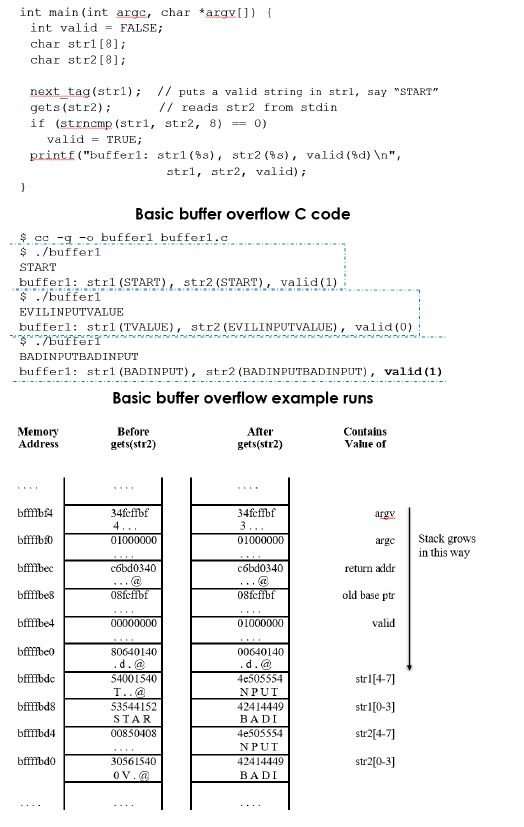 int main(int argc, char *argv[]) {
int valid = FALSE;
char str1[8];
char str2[8];
next_tag(str1); // puts a valid string in str1, say "START"
gets(str2); // reads str2 from stdin
if (strncmp(str1, str2, 8) == 0)
valid = TRUE;
printf("buffer1: str1(%s), str2(%s), valid(%d)\n",
str1, str2, valid);
}
Basic buffer overflow C code
$ cc -g -o buffer1 buffer1.c
$ ./buffer1
START
buffer1: str1(START), str2(START), valid(1)
$ ./buffer1
EVILINPUTVALUE
buffer1: str1(TVALUE), str2(EVILINPUTVALUE), valid(0)
$ ./buffer1
BADINPUTBADINPUT
buffer1: str1(BADINPUT), str2(BADINPUTBADINPUT), valid(1)
Basic buffer overflow example runs
Memory Before After Contains
Address gets(str2) gets(str2) Value of
. . . . . . . . . . . .
bffffbf4 34fcffbf 34fcffbf argv
4 . . . 3 . . .
bffffbf0 01000000 01000000 argc
. . . . . . . .
Stack grows
in this way
bffffbec c6bd0340 c6bd0340 return addr
. . . @ . . . @
bffffbe8 08fcffbf 08fcffbf old base ptr
. . . . . . . .
bffffbe4 00000000 01000000 valid
. . . . . . . .
bffffbe0 80640140 00640140
. d . @ . d . @
bffffbdc 54001540 4e505554 str1[4-7]
T . . @ N P U T
bffffbd8 53544152 42414449 str1[0-3]
S T A R B A D I
bffffbd4 00850408 4e505554 str2[4-7]
. . . . N P U T
bffffbd0 30561540 42414449 str2[0-3]
0 V . @ B A D I
. . . . . . . . . . . .